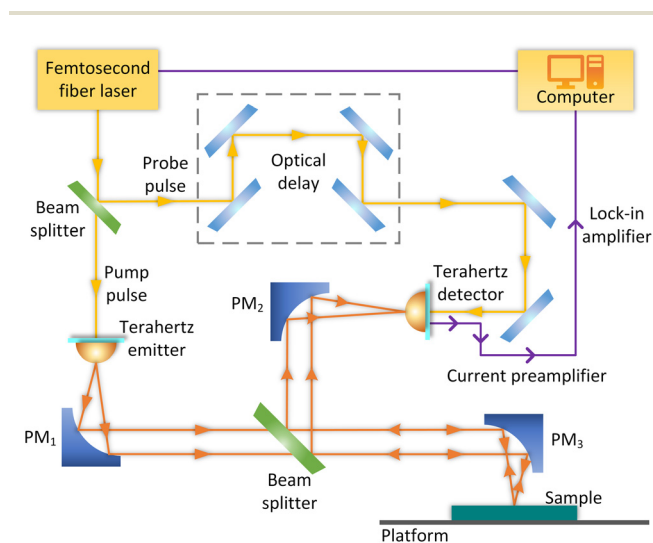 Femtosecond
fiber laser
Computer
Probe
pulse
Optical
delay
Beam
splitter
Lock-in
amplifier
Pump
pulse
PM2
Terahertz
detector
Terahertz
emitter
Current preamplifier
PM1
PM3
Beam
splitter
Sample
Platform